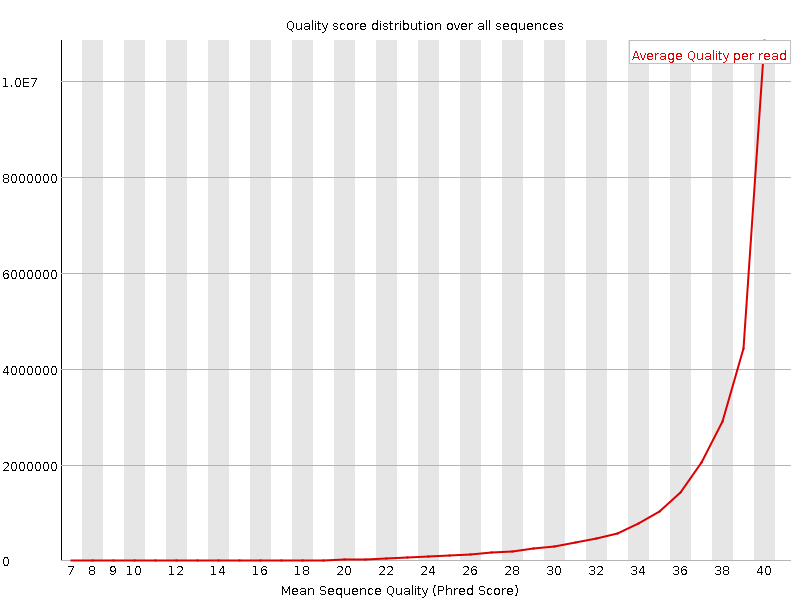 Quality score distribution over all sequences
Average Quality per read
1.0E7
8000000
6000000
4000000
2000000
0
7 8 9 10 12 14 16 18 20 22 24 26 28 30 32 34 36 38 40
Mean Sequence Quality (Phred Score)